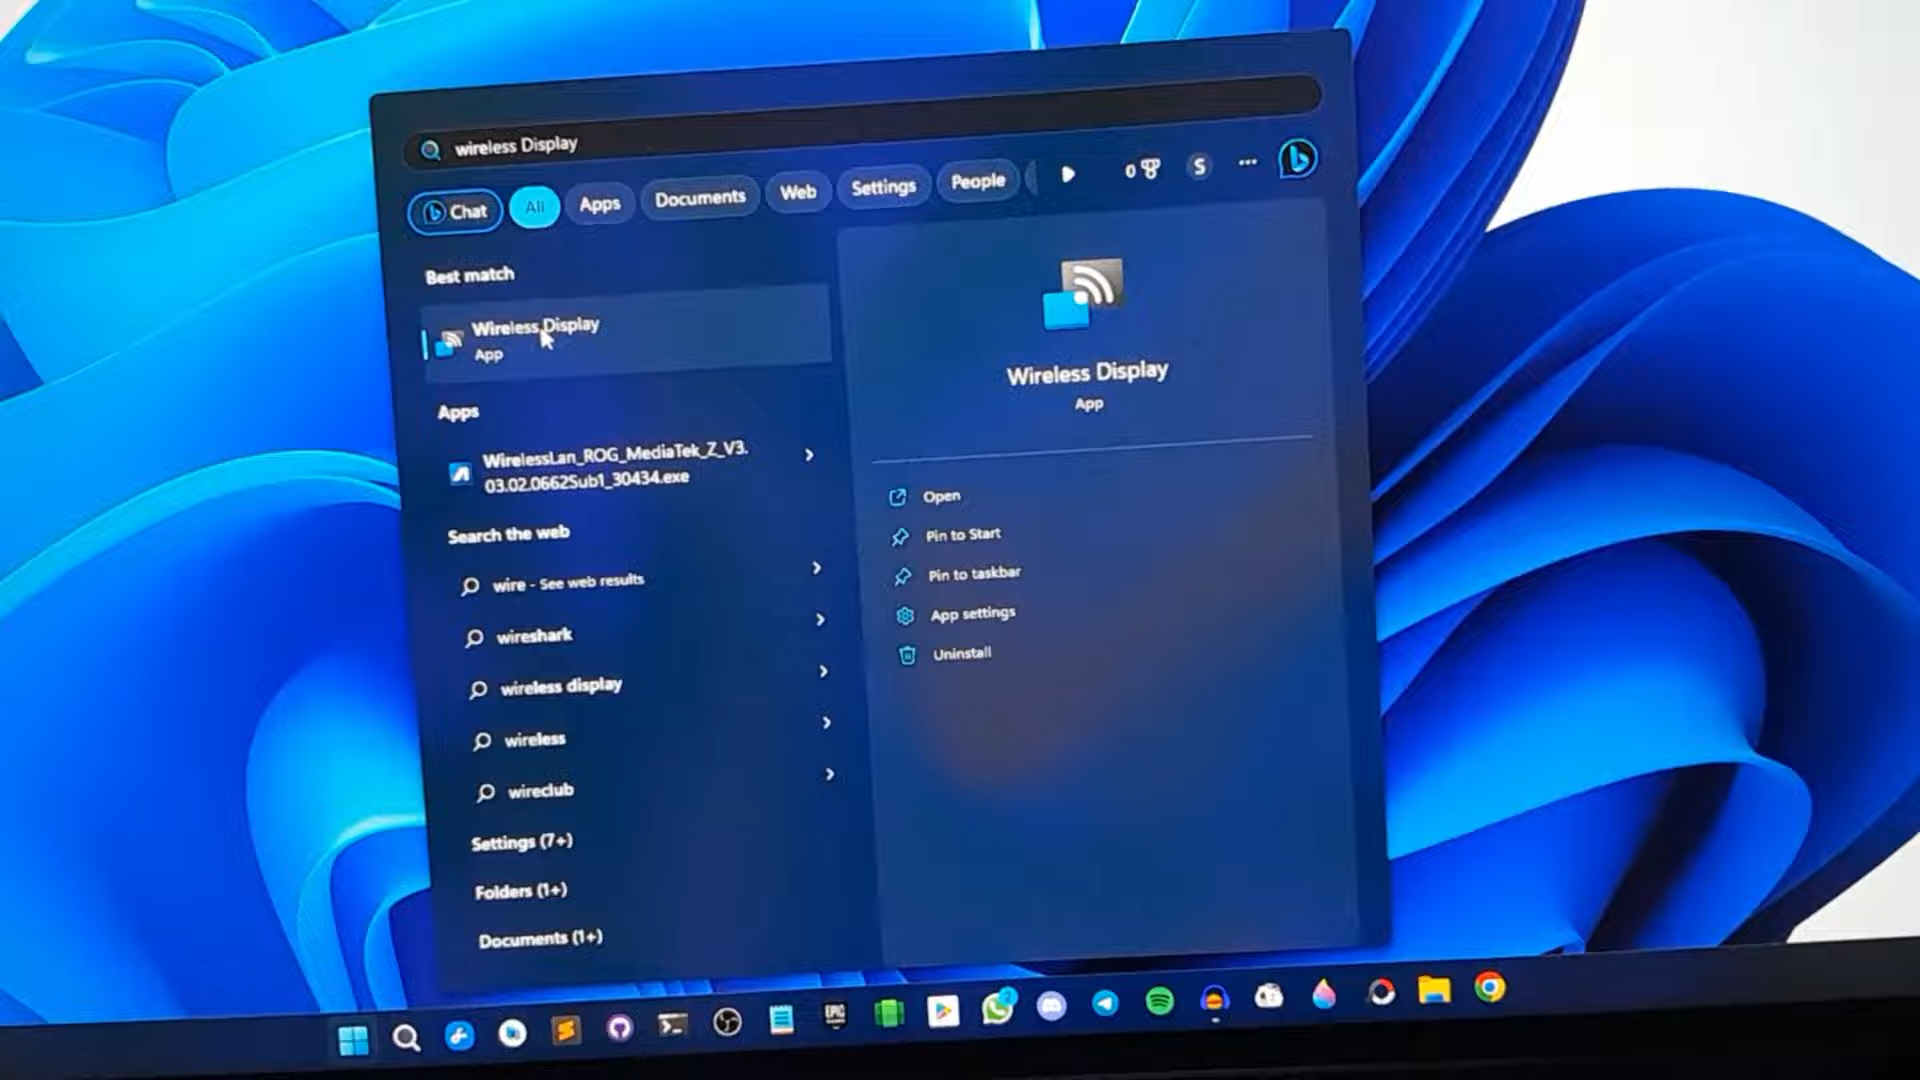 wireless Display
Chat
All
Apps
Documents
Web
Settings
People
0
S
Best match
Wireless Display
App
Apps
WirelessLan_ROG_MediaTek_Z_V3.
03.02.0662Sub1_30434.exe
Search the web
wire - See web results
wireshark
wireless display
wireless
wireclub
Settings (7+)
Folders (1+)
Documents (1+)
Wireless Display
App
Open
Pin to Start
Pin to taskbar
App settings
Uninstall
EPIC
2